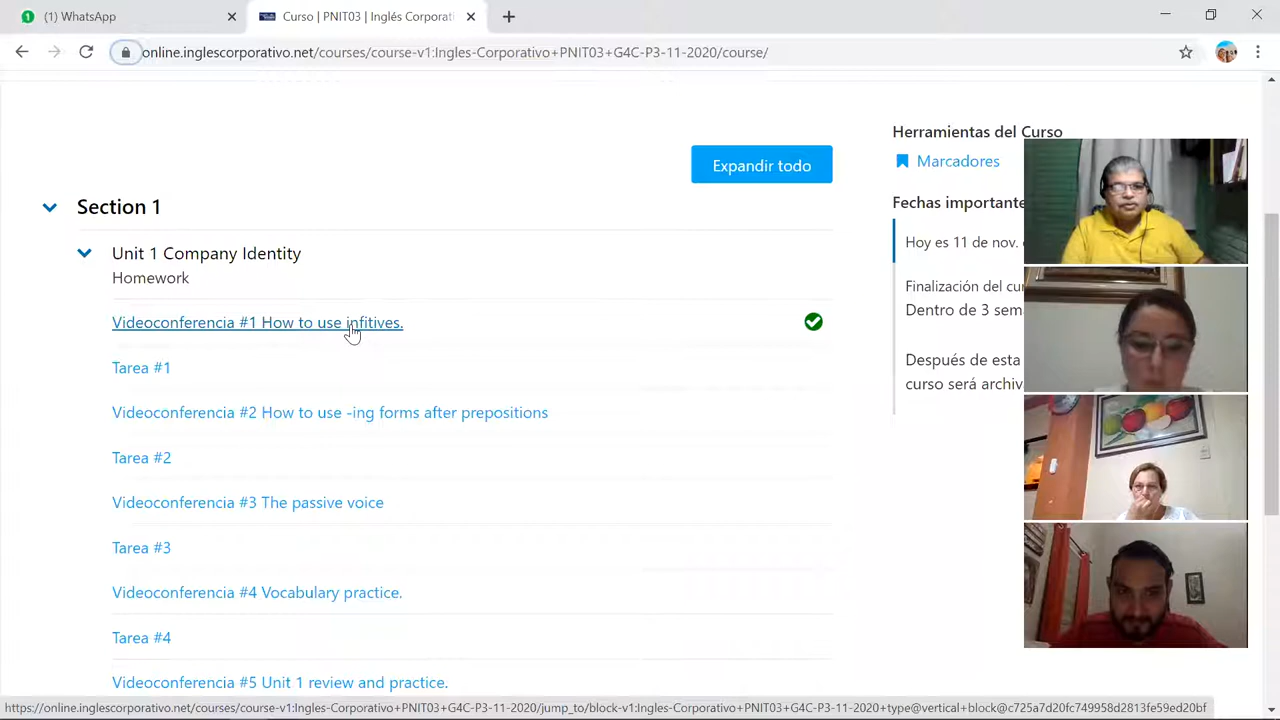 (1) WhatsApp
Curso | PNIT03 | Inglés Corporati
online.inglescorporativo.net/courses/course-v1:Ingles-Corporativo+PNIT03+G4C-P3-11-2020/course/
Expandir todo
Section 1
Unit 1 Company Identity
Homework
Videoconferencia #1 How to use infitives.
Tarea #1
Videoconferencia #2 How to use -ing forms after prepositions
Tarea #2
Videoconferencia #3 The passive voice
Tarea #3
Videoconferencia #4 Vocabulary practice.
Tarea #4
Videoconferencia #5 Unit 1 review and practice.
Herramientas del Curso
Marcadores
Fechas importante
Hoy es 11 de nov.
Finalización del cu
Dentro de 3 sem
Después de esta
curso será archiv
https://online.inglescorporativo.net/courses/course-v1:Ingles-Corporativo+PNIT03+G4C-P3-11-2020/jump_to/block-v1:Ingles-Corporativo+PNIT03+G4C-P3-11-2020+type@vertical+block@c725a7d20fc749958d2813fe59ed20bf